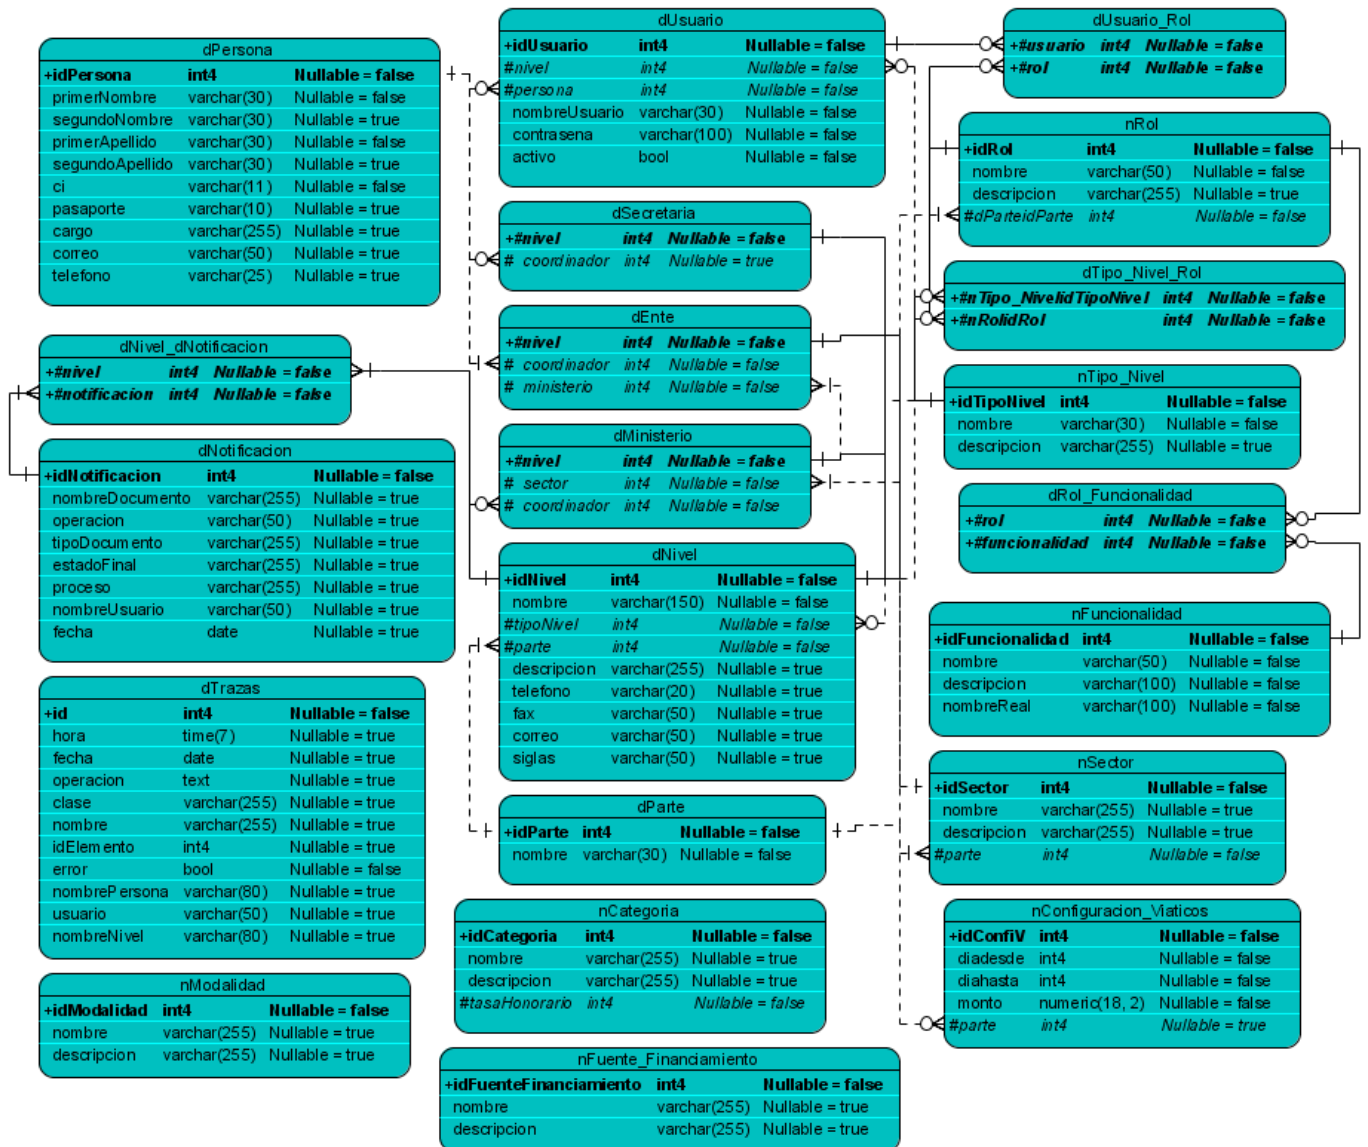 dPersona
+idPersona int4 Nullable = false
primerNombre varchar(30) Nullable = false
segundoNombre varchar(30) Nullable = true
primerApellido varchar(30) Nullable = false
segundoApellido varchar(30) Nullable = true
ci varchar(11) Nullable = false
pasaporte varchar(10) Nullable = true
cargo varchar(255) Nullable = true
correo varchar(50) Nullable = true
telefono varchar(25) Nullable = true
dNivel_dNotificacion
+#nivel int4 Nullable = false
+#notificacion int4 Nullable = false
dNotificacion
+idNotificacion int4 Nullable = false
nombreDocumento varchar(255) Nullable = true
operacion varchar(50) Nullable = true
tipoDocumento varchar(255) Nullable = true
estadoFinal varchar(255) Nullable = true
proceso varchar(255) Nullable = true
nombreUsuario varchar(50) Nullable = true
fecha date Nullable = true
dTrazas
+id int4 Nullable = false
hora time(7) Nullable = true
fecha date Nullable = true
operacion text Nullable = true
clase varchar(255) Nullable = true
nombre varchar(255) Nullable = true
idElemento int4 Nullable = true
error bool Nullable = false
nombrePersona varchar(80) Nullable = true
usuario varchar(50) Nullable = true
nombreNivel varchar(80) Nullable = true
nModalidad
+idModalidad int4 Nullable = false
nombre varchar(255) Nullable = true
descripcion varchar(255) Nullable = true
dUsuario
+idUsuario int4 Nullable = false
#nivel int4 Nullable = false
#persona int4 Nullable = false
nombreUsuario varchar(30) Nullable = false
contrasena varchar(100) Nullable = false
activo bool Nullable = false
dSecretaria
+#nivel int4 Nullable = false
# coordinador int4 Nullable = true
dEnte
+#nivel int4 Nullable = false
# coordinador int4 Nullable = false
# ministerio int4 Nullable = false
dMinisterio
+#nivel int4 Nullable = false
# sector int4 Nullable = false
# coordinador int4 Nullable = false
dNivel
+idNivel int4 Nullable = false
nombre varchar(150) Nullable = false
#tipoNivel int4 Nullable = false
#parte int4 Nullable = false
descripcion varchar(255) Nullable = true
telefono varchar(20) Nullable = true
fax varchar(50) Nullable = true
correo varchar(50) Nullable = true
siglas varchar(50) Nullable = true
dParte
+idParte int4 Nullable = false
nombre varchar(30) Nullable = false
nCategoria
+idCategoria int4 Nullable = false
nombre varchar(255) Nullable = true
descripcion varchar(255) Nullable = true
#tasaHonorario int4 Nullable = false
nFuente_Financiamiento
+idFuenteFinanciamiento int4 Nullable = false
nombre varchar(255) Nullable = true
descripcion varchar(255) Nullable = true
dUsuario_Rol
+#usuario int4 Nullable = false
+#rol int4 Nullable = false
nRol
+idRol int4 Nullable = false
nombre varchar(50) Nullable = false
descripcion varchar(255) Nullable = true
#dParteidParte int4 Nullable = false
dTipo_Nivel_Rol
+#nTipo_NivelidTipoNivel int4 Nullable = false
+#nRolidRol int4 Nullable = false
nTipo_Nivel
+idTipoNivel int4 Nullable = false
nombre varchar(30) Nullable = false
descripcion varchar(255) Nullable = true
dRol_Funcionalidad
+#rol int4 Nullable = false
+#funcionalidad int4 Nullable = false
nFuncionalidad
+idFuncionalidad int4 Nullable = false
nombre varchar(50) Nullable = false
descripcion varchar(100) Nullable = false
nombreReal varchar(100) Nullable = false
nSector
+idSector int4 Nullable = false
nombre varchar(255) Nullable = true
descripcion varchar(255) Nullable = true
#parte int4 Nullable = false
nConfiguracion_Viaticos
+idConfiV int4 Nullable = false
diadesde int4 Nullable = false
diahasta int4 Nullable = false
monto numeric(18, 2) Nullable = false
#parte int4 Nullable = true